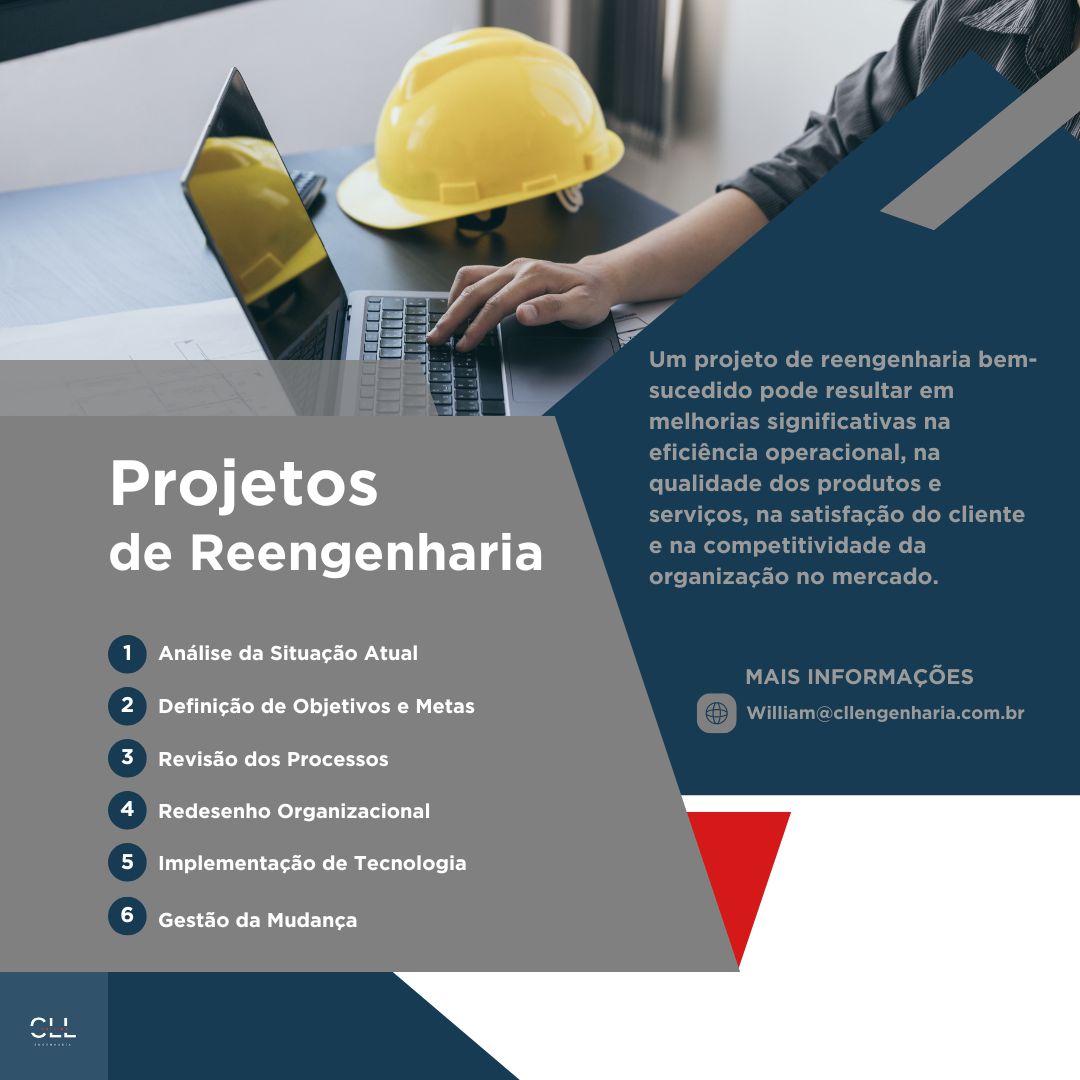 Projetos
de Reengenharia
1 Análise da Situação Atual
2 Definição de Objetivos e Metas
3 Revisão dos Processos
4 Redesenho Organizacional
5 Implementação de Tecnologia
6 Gestão da Mudança
Um projeto de reengenharia bem-
sucedido pode resultar em
melhorias significativas na
eficiência operacional, na
qualidade dos produtos e
serviços, na satisfação do cliente
e na competitividade da
organização no mercado.
MAIS INFORMAÇÕES
William@cllengenharia.com.br
CLL
ENGENHARIA